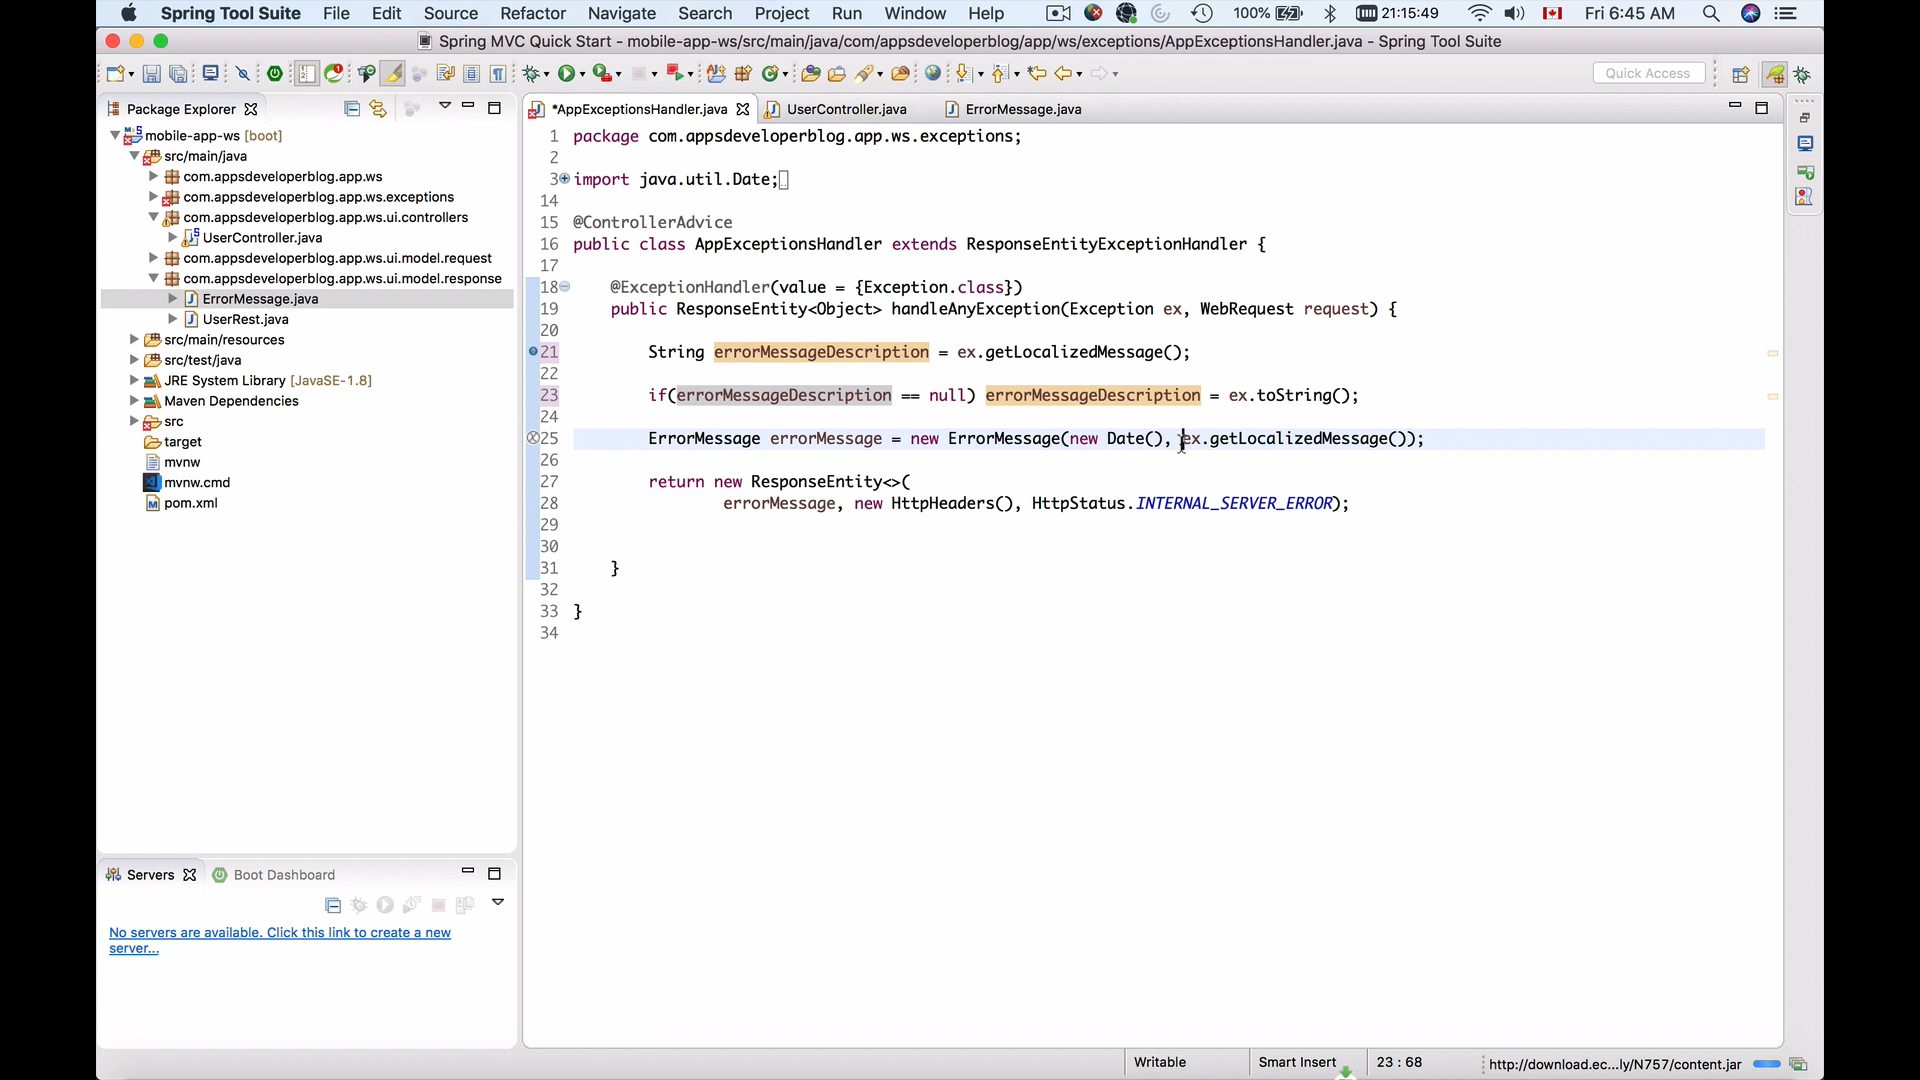 Spring Tool Suite File Edit Source Refactor Navigate Search Project Run Window Help 100% 21:15:49 Fri 6:45 AM
Spring MVC Quick Start - mobile-app-ws/src/main/java/com/appsdeveloperblog/app/ws/exceptions/AppExceptionsHandler.java - Spring Tool Suite
Quick Access
Package Explorer
mobile-app-ws [boot]
src/main/java
com.appsdeveloperblog.app.ws
com.appsdeveloperblog.app.ws.exceptions
com.appsdeveloperblog.app.ws.ui.controllers
UserController.java
com.appsdeveloperblog.app.ws.ui.model.request
com.appsdeveloperblog.app.ws.ui.model.response
ErrorMessage.java
UserRest.java
src/main/resources
src/test/java
JRE System Library [JavaSE-1.8]
Maven Dependencies
src
target
mvnw
mvnw.cmd
pom.xml
*AppExceptionsHandler.java UserController.java ErrorMessage.java
1 package com.appsdeveloperblog.app.ws.exceptions;
2
3 import java.util.Date;
14
15 @ControllerAdvice
16 public class AppExceptionsHandler extends ResponseEntityExceptionHandler {
17
18 @ExceptionHandler(value = {Exception.class})
19 public ResponseEntity<Object> handleAnyException(Exception ex, WebRequest request) {
20
21 String errorMessageDescription = ex.getLocalizedMessage();
22
23 if(errorMessageDescription == null) errorMessageDescription = ex.toString();
24
25 ErrorMessage errorMessage = new ErrorMessage(new Date(), ex.getLocalizedMessage());
26
27 return new ResponseEntity<>(
28 errorMessage, new HttpHeaders(), HttpStatus.INTERNAL_SERVER_ERROR);
29
30
31 }
32
33 }
34
Servers Boot Dashboard
No servers are available. Click this link to create a new
server...
Writable Smart Insert 23 : 68 http://download.ec...ly/N757/content.jar